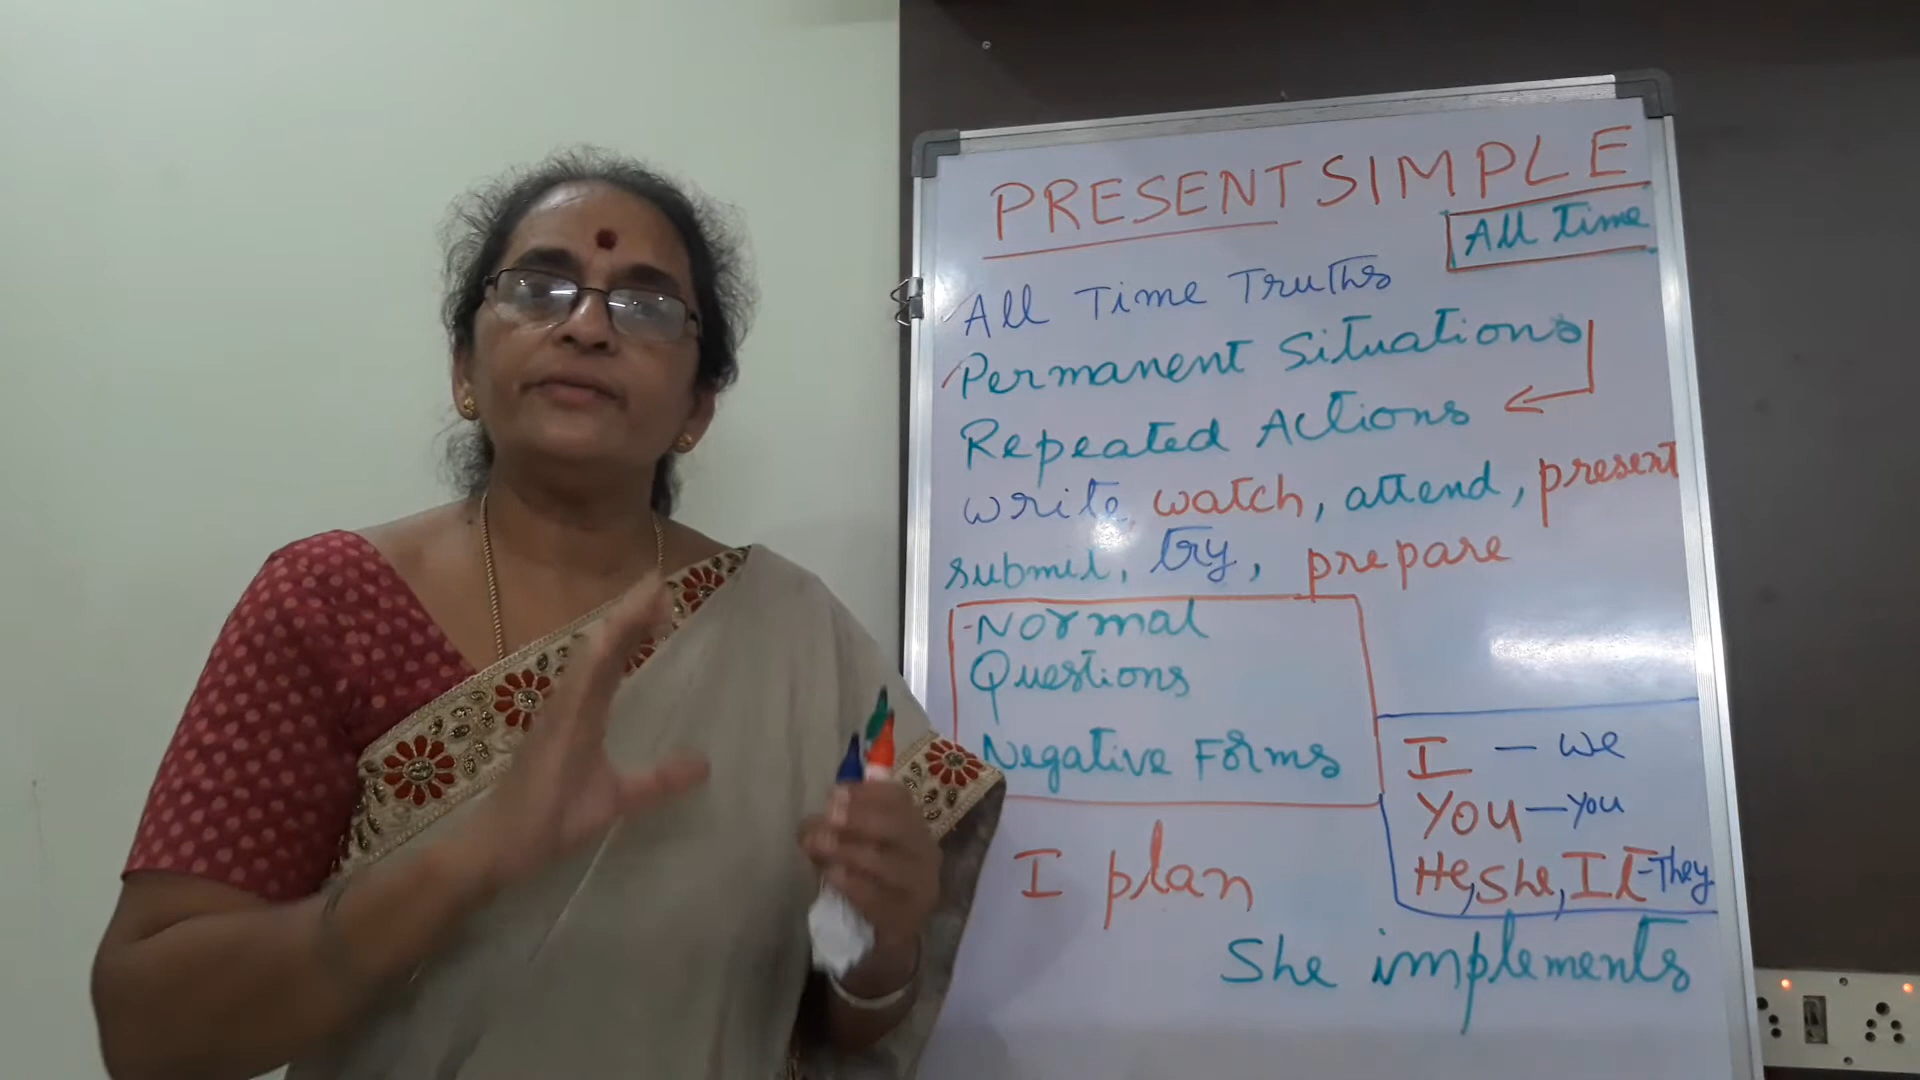 PRESENT SIMPLE
All Time
All Time Truths
Permanent Situations
Repeated Actions
write, watch, attend, present
submit, try, prepare
Normal
Questions
Negative Forms
I - we
You - You
He, She, It - They
I plan
She implements